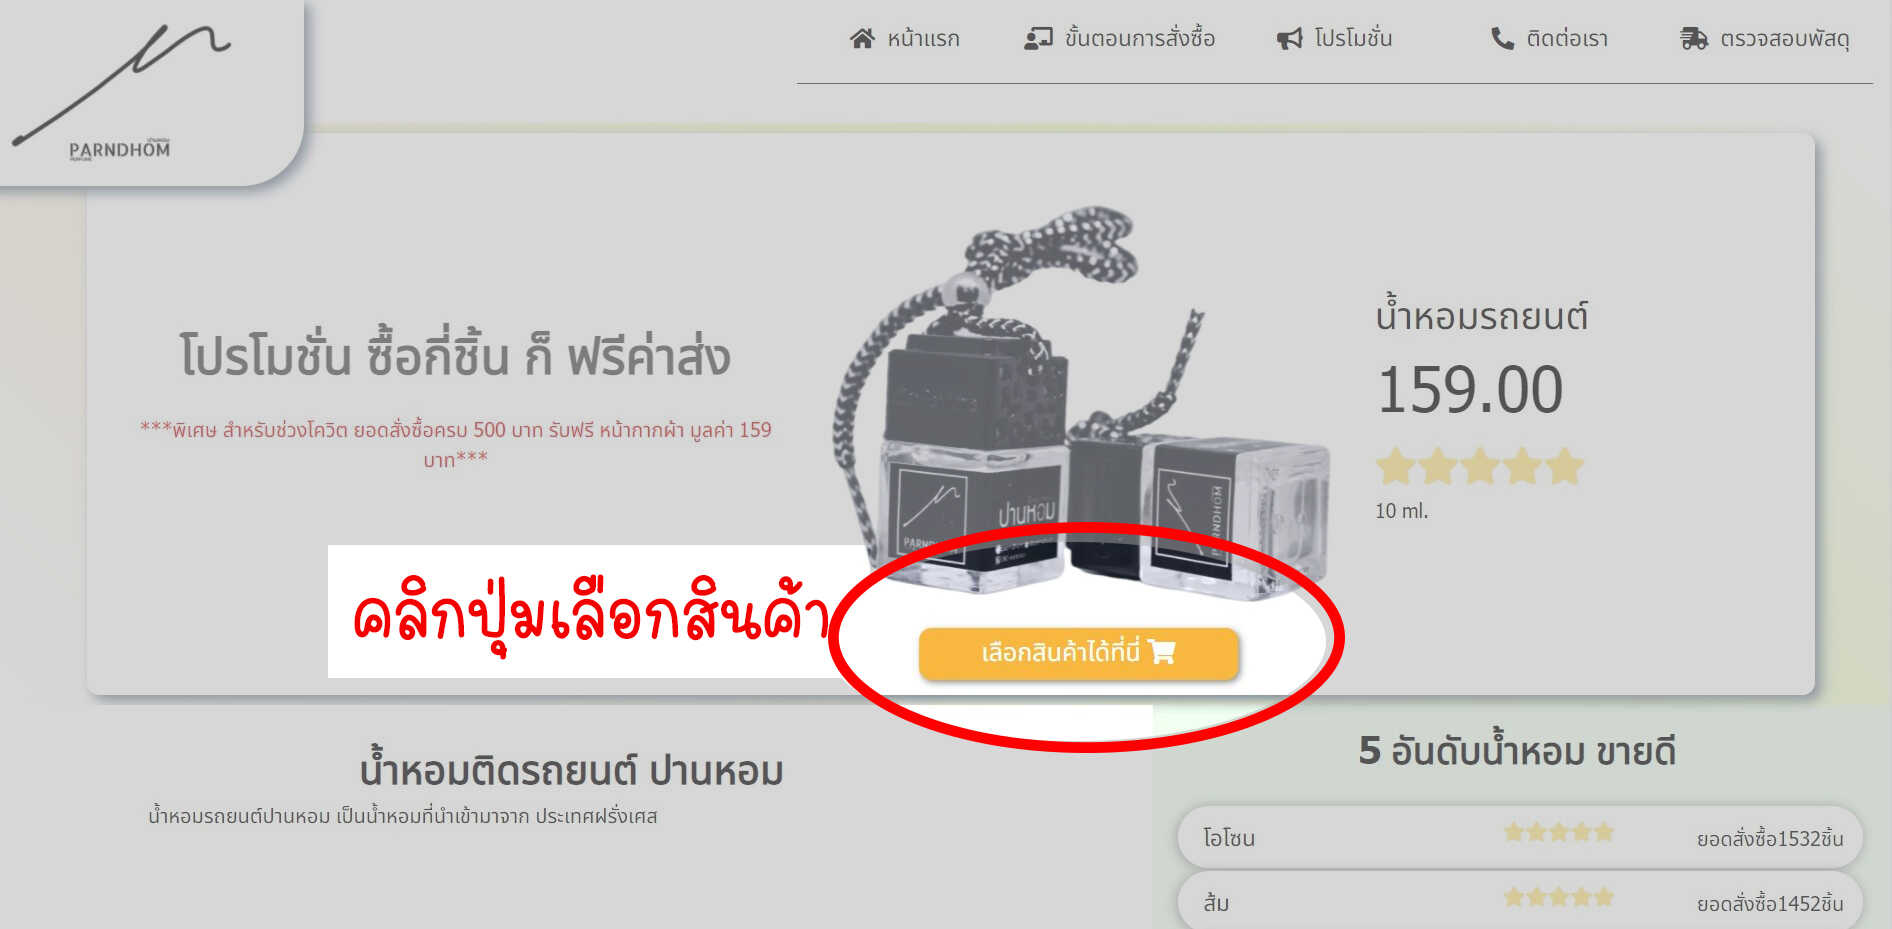 หน้าแรก
ขั้นตอนการสั่งซื้อ
โปรโมชั่น
ติดต่อเรา
ตรวจสอบพัสดุ
PARNDHOM
โปรโมชั่น ซื้อกี่ชิ้น ก็ ฟรีค่าส่ง
***พิเศษ สำหรับช่วงโควิต ยอดสั่งซื้อครบ 500 บาท รับฟรี หน้ากากผ้า มูลค่า 159
บาท***
ปานหอม
PARNDHOM
น้ำหอมรถยนต์
159.00
10 ml.
คลิกปุ่มเลือกสินค้า
เลือกสินค้าได้ที่นี่
น้ำหอมติดรถยนต์ ปานหอม
น้ำหอมรถยนต์ปานหอม เป็นน้ำหอมที่นำเข้ามาจาก ประเทศฝรั่งเศส
5 อันดับน้ำหอม ขายดี
โอโซน ยอดสั่งซื้อ1532ชิ้น
ส้ม ยอดสั่งซื้อ1452ชิ้น